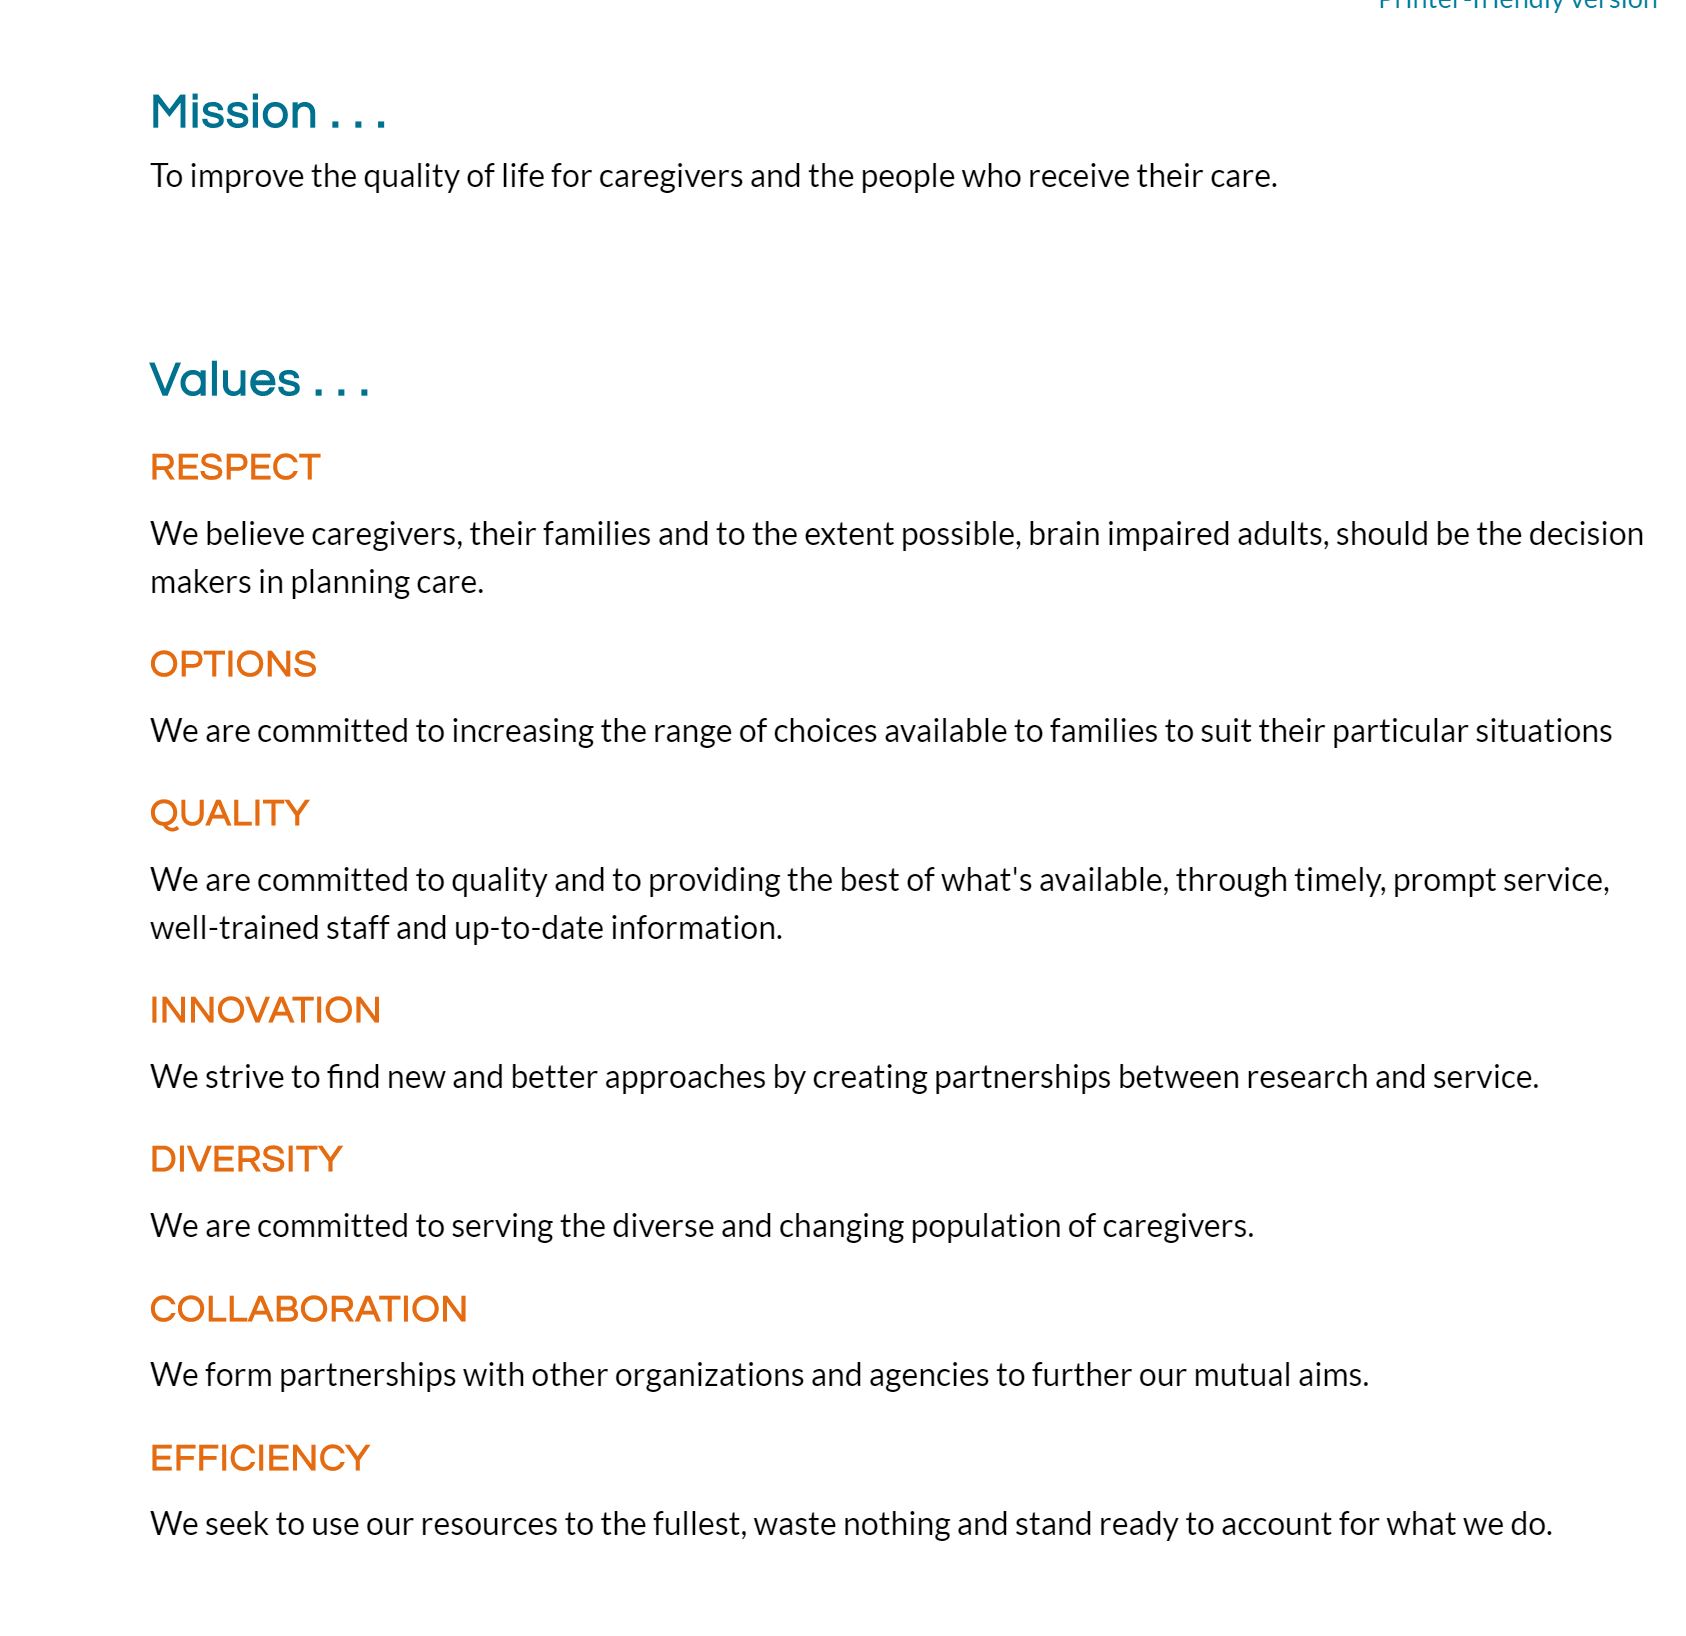 Printer-friendly version
Mission . . .
To improve the quality of life for caregivers and the people who receive their care.
Values . . .
RESPECT
We believe caregivers, their families and to the extent possible, brain impaired adults, should be the decision
makers in planning care.
OPTIONS
We are committed to increasing the range of choices available to families to suit their particular situations
QUALITY
We are committed to quality and to providing the best of what's available, through timely, prompt service,
well-trained staff and up-to-date information.
INNOVATION
We strive to find new and better approaches by creating partnerships between research and service.
DIVERSITY
We are committed to serving the diverse and changing population of caregivers.
COLLABORATION
We form partnerships with other organizations and agencies to further our mutual aims.
EFFICIENCY
We seek to use our resources to the fullest, waste nothing and stand ready to account for what we do.